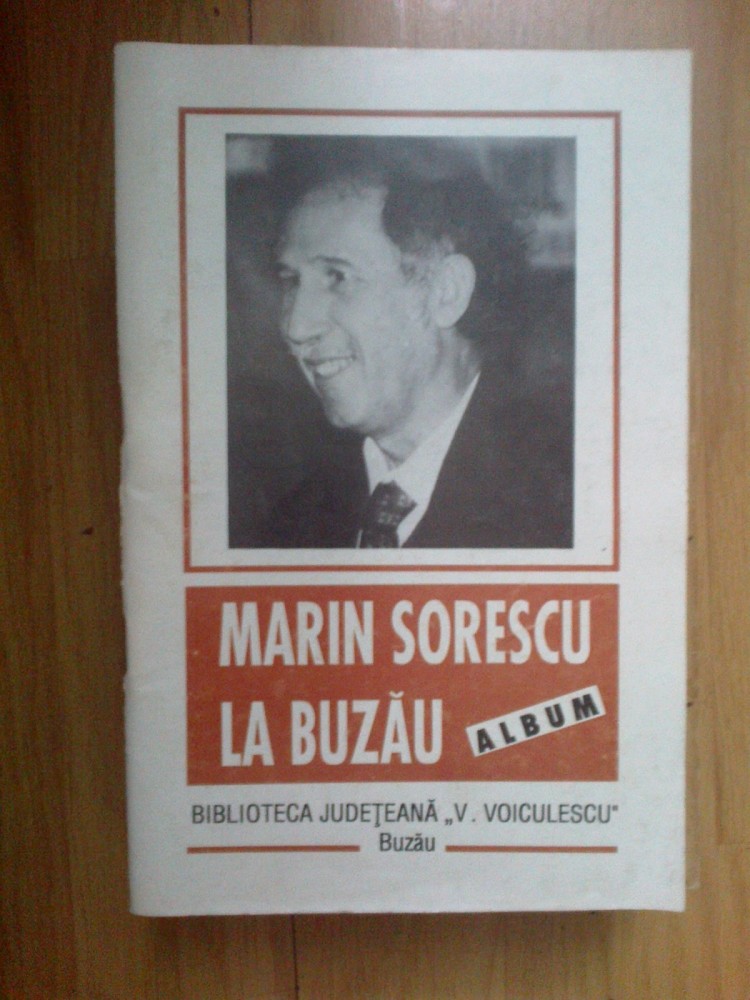 MARIN SORESCU
LA BUZĂU
ALBUM
BIBLIOTECA JUDEŢEANĂ „V. VOICULESCU"
Buzău